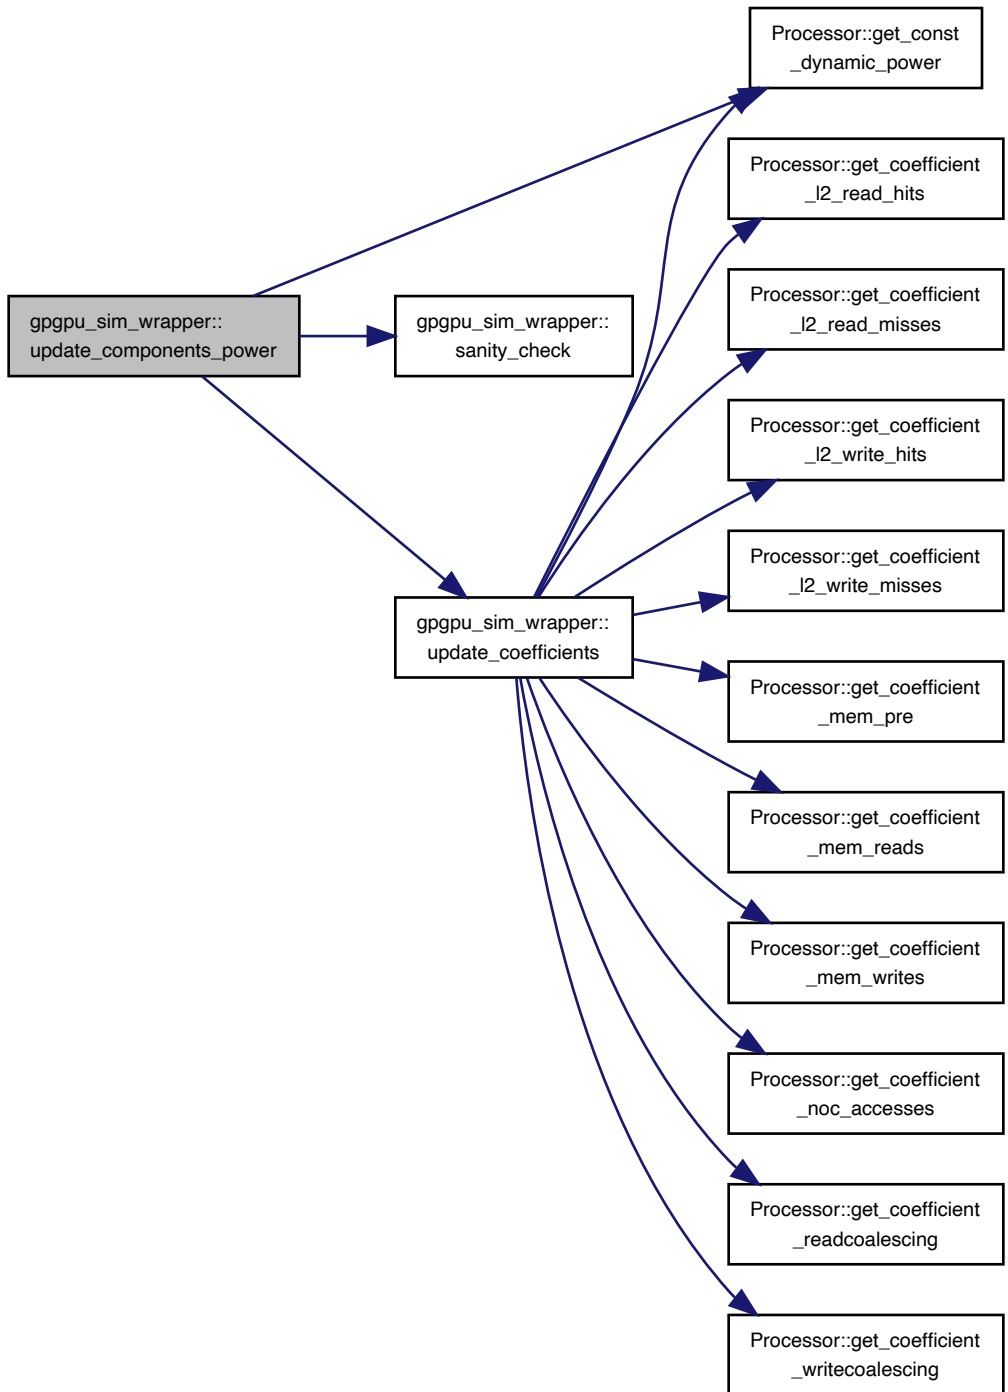 Processor::get_const
_dynamic_power
Processor::get_coefficient
_l2_read_hits
Processor::get_coefficient
_l2_read_misses
gpgpu_sim_wrapper::
update_components_power
gpgpu_sim_wrapper::
sanity_check
Processor::get_coefficient
_l2_write_hits
Processor::get_coefficient
_l2_write_misses
gpgpu_sim_wrapper::
update_coefficients
Processor::get_coefficient
_mem_pre
Processor::get_coefficient
_mem_reads
Processor::get_coefficient
_mem_writes
Processor::get_coefficient
_noc_accesses
Processor::get_coefficient
_readcoalescing
Processor::get_coefficient
_writecoalescing